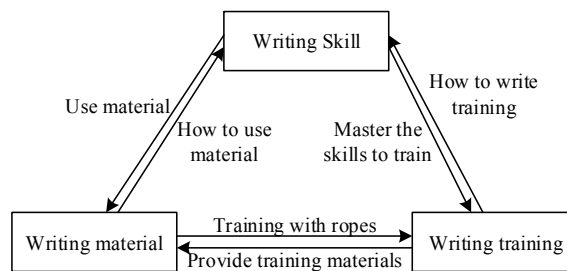 Writing Skill
Use material
How to use
material
How to write
training
Master the
skills to train
Writing material
Training with ropes
Provide training materials
Writing training